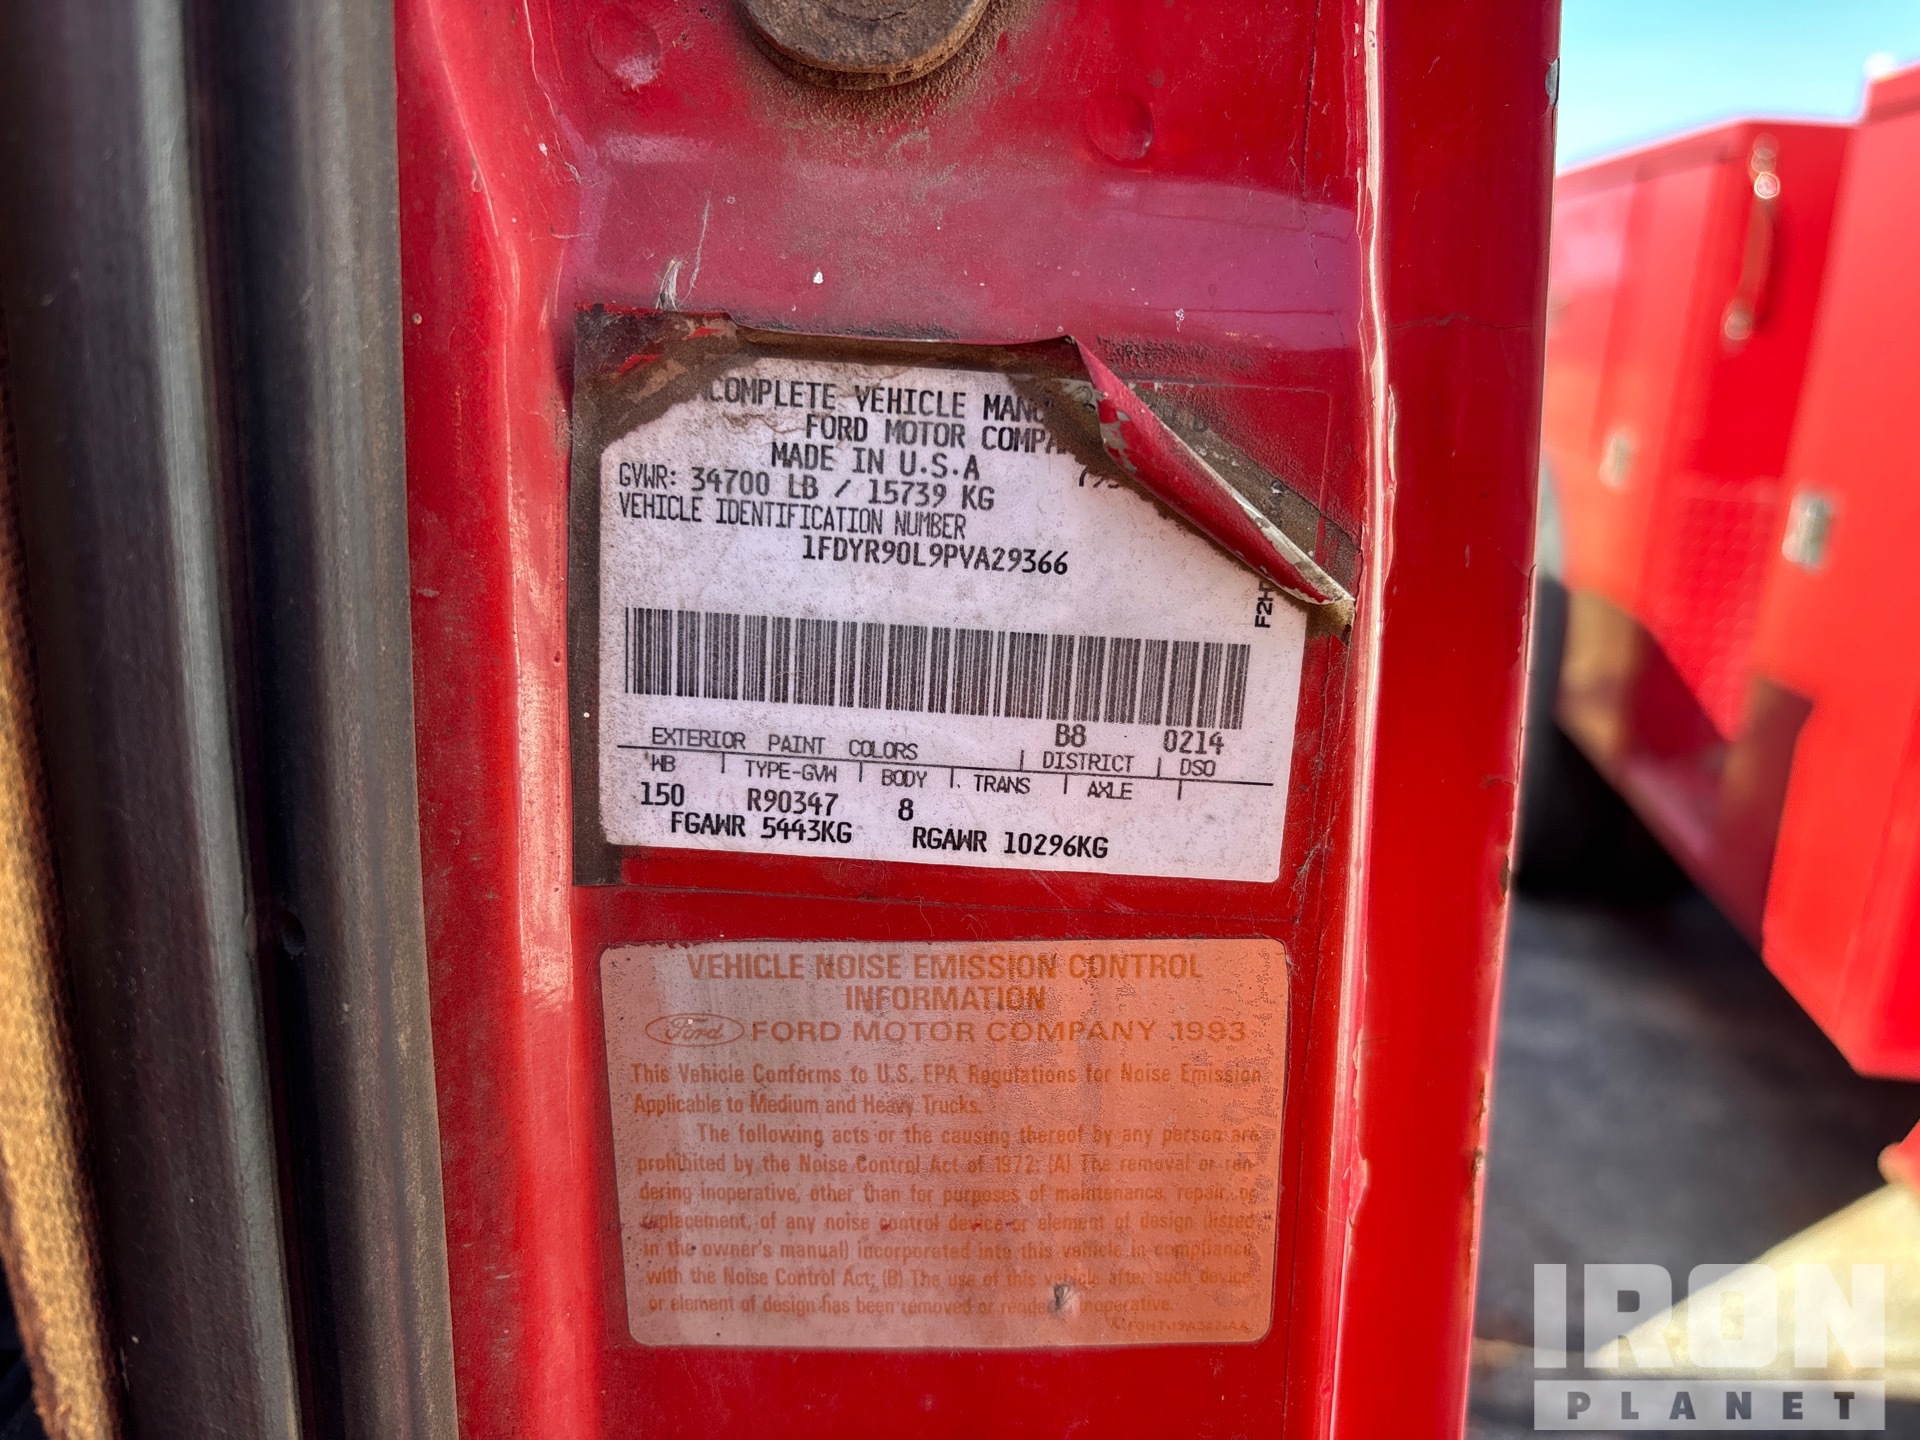 INCOMPLETE VEHICLE MANU
FORD MOTOR COMPA
MADE IN U.S.A
GVWR: 34700 LB / 15739 KG
VEHICLE IDENTIFICATION NUMBER
1FDYR90L9PVA29366
F2H
B8 0214
EXTERIOR PAINT COLORS DISTRICT DSO
WB TYPE-GVW BODY TRANS AXLE
150 R90347 8
FGAWR 5443KG RGAWR 10296KG
VEHICLE NOISE EMISSION CONTROL
INFORMATION
Ford FORD MOTOR COMPANY 1993
This Vehicle Conforms to U.S. EPA Regulations for Noise Emission
Applicable to Medium and Heavy Trucks.
The following acts or the causing thereof by any person are
prohibited by the Noise Control Act of 1972: (A) The removal or ren-
dering inoperative, other than for purposes of maintenance, repair, or
replacement, of any noise control device or element of design (listed
in the owner's manual) incorporated into this vehicle in compliance
with the Noise Control Act; (B) The use of this vehicle after such device
or element of design has been removed or rendered inoperative.
IRON
PLANET